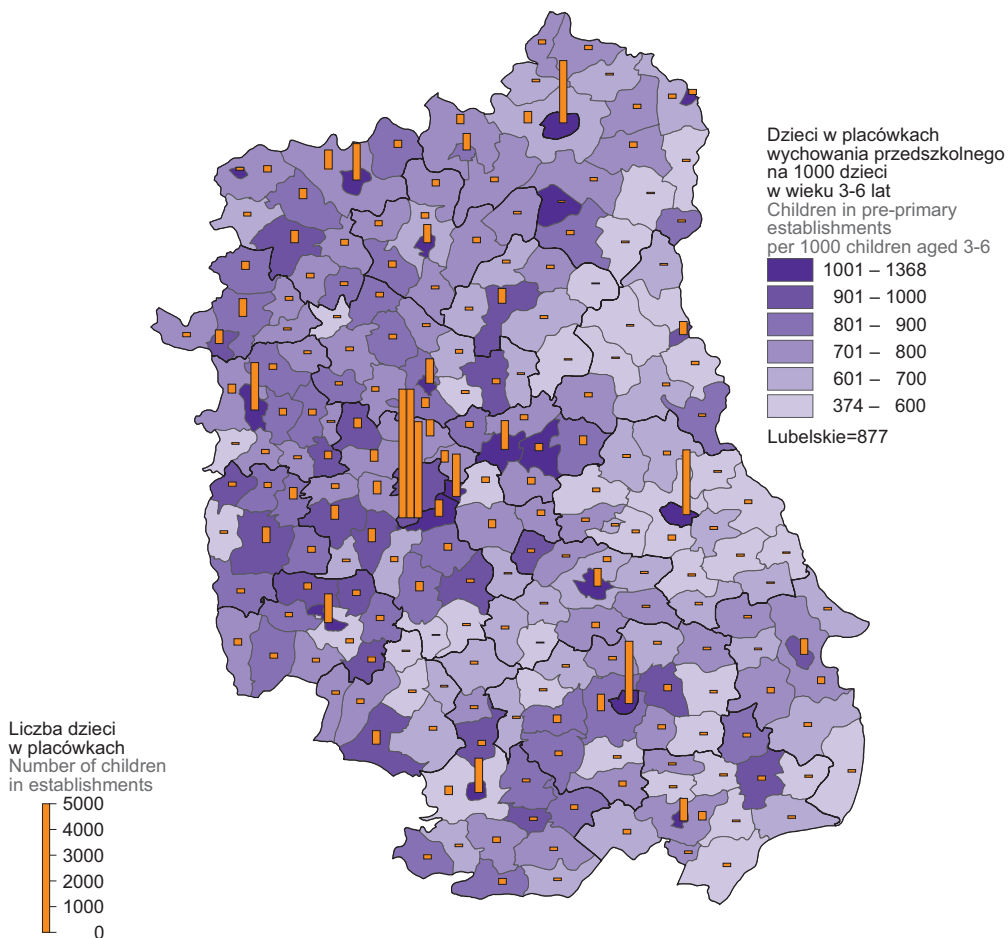 Dzieci w placówkach
wychowania przedszkolnego
na 1000 dzieci
w wieku 3-6 lat
Children in pre-primary
establishments
per 1000 children aged 3-6
1001 – 1368
901 – 1000
801 – 900
701 – 800
601 – 700
374 – 600
Lubelskie=877
Liczba dzieci
w placówkach
Number of children
in establishments
5000
4000
3000
2000
1000
0